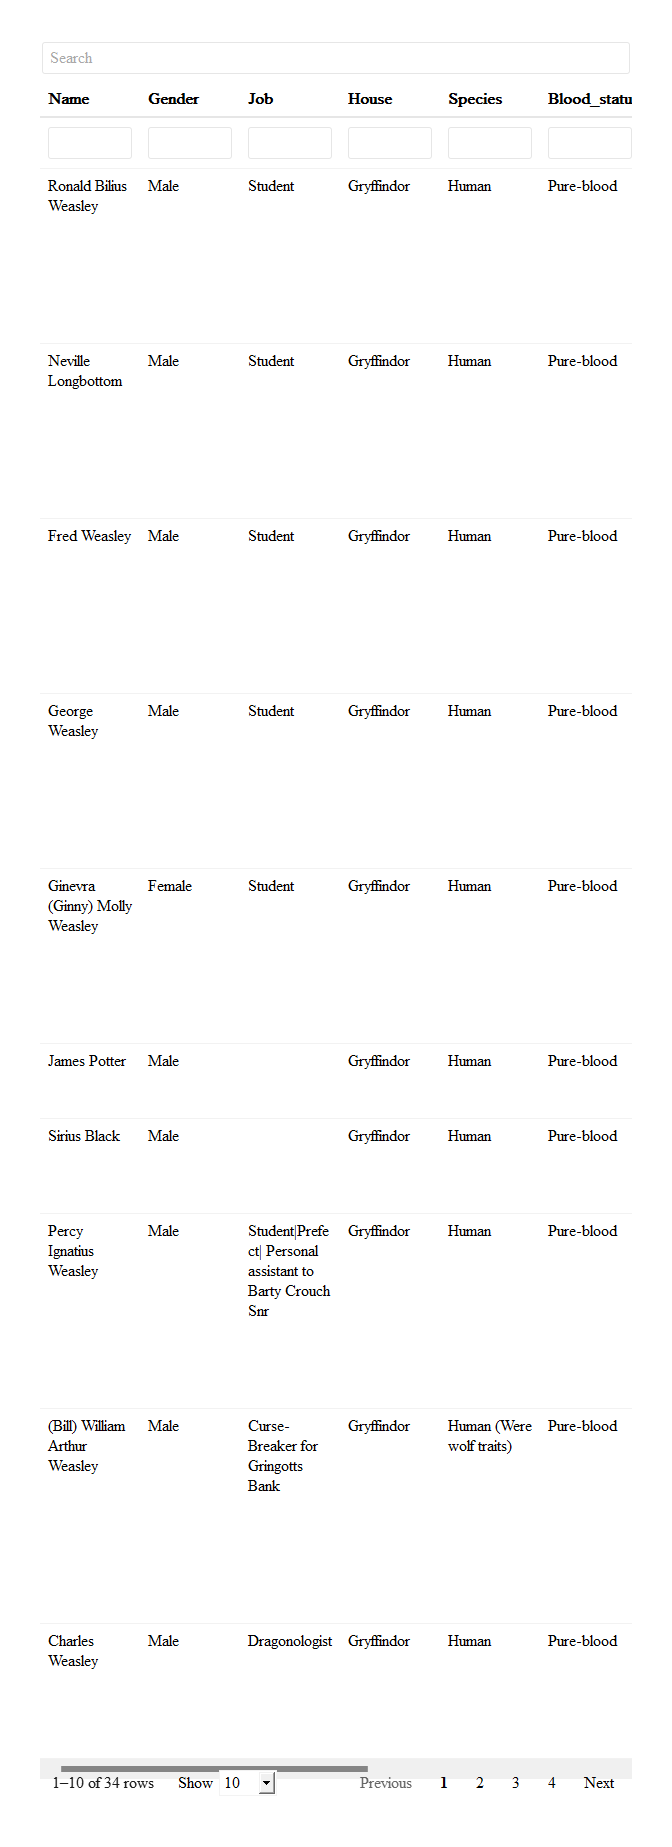 Search
Name Gender Job House Species Blood_statu
Ronald Bilius Male Student Gryffindor Human Pure-blood
Weasley
Neville Male Student Gryffindor Human Pure-blood
Longbottom
Fred Weasley Male Student Gryffindor Human Pure-blood
George Male Student Gryffindor Human Pure-blood
Weasley
Ginevra Female Student Gryffindor Human Pure-blood
(Ginny) Molly
Weasley
James Potter Male Gryffindor Human Pure-blood
Sirius Black Male Gryffindor Human Pure-blood
Percy Male Student|Prefe Gryffindor Human Pure-blood
Ignatius ct| Personal
Weasley assistant to
Barty Crouch
Snr
(Bill) William Male Curse- Gryffindor Human (Were Pure-blood
Arthur Breaker for wolf traits)
Weasley Gringotts
Bank
Charles Male Dragonologist Gryffindor Human Pure-blood
Weasley
1–10 of 34 rows Show 10 Previous 1 2 3 4 Next